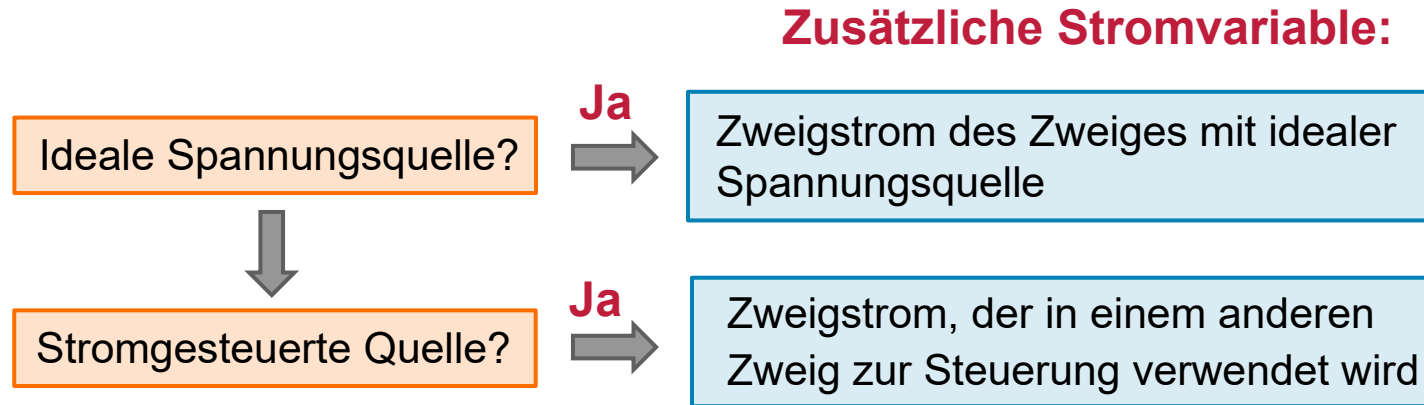 Zusätzliche Stromvariable:
Ideale Spannungsquelle?
Ja
Zweigstrom des Zweiges mit idealer
Spannungsquelle
Stromgesteuerte Quelle?
Ja
Zweigstrom, der in einem anderen
Zweig zur Steuerung verwendet wird